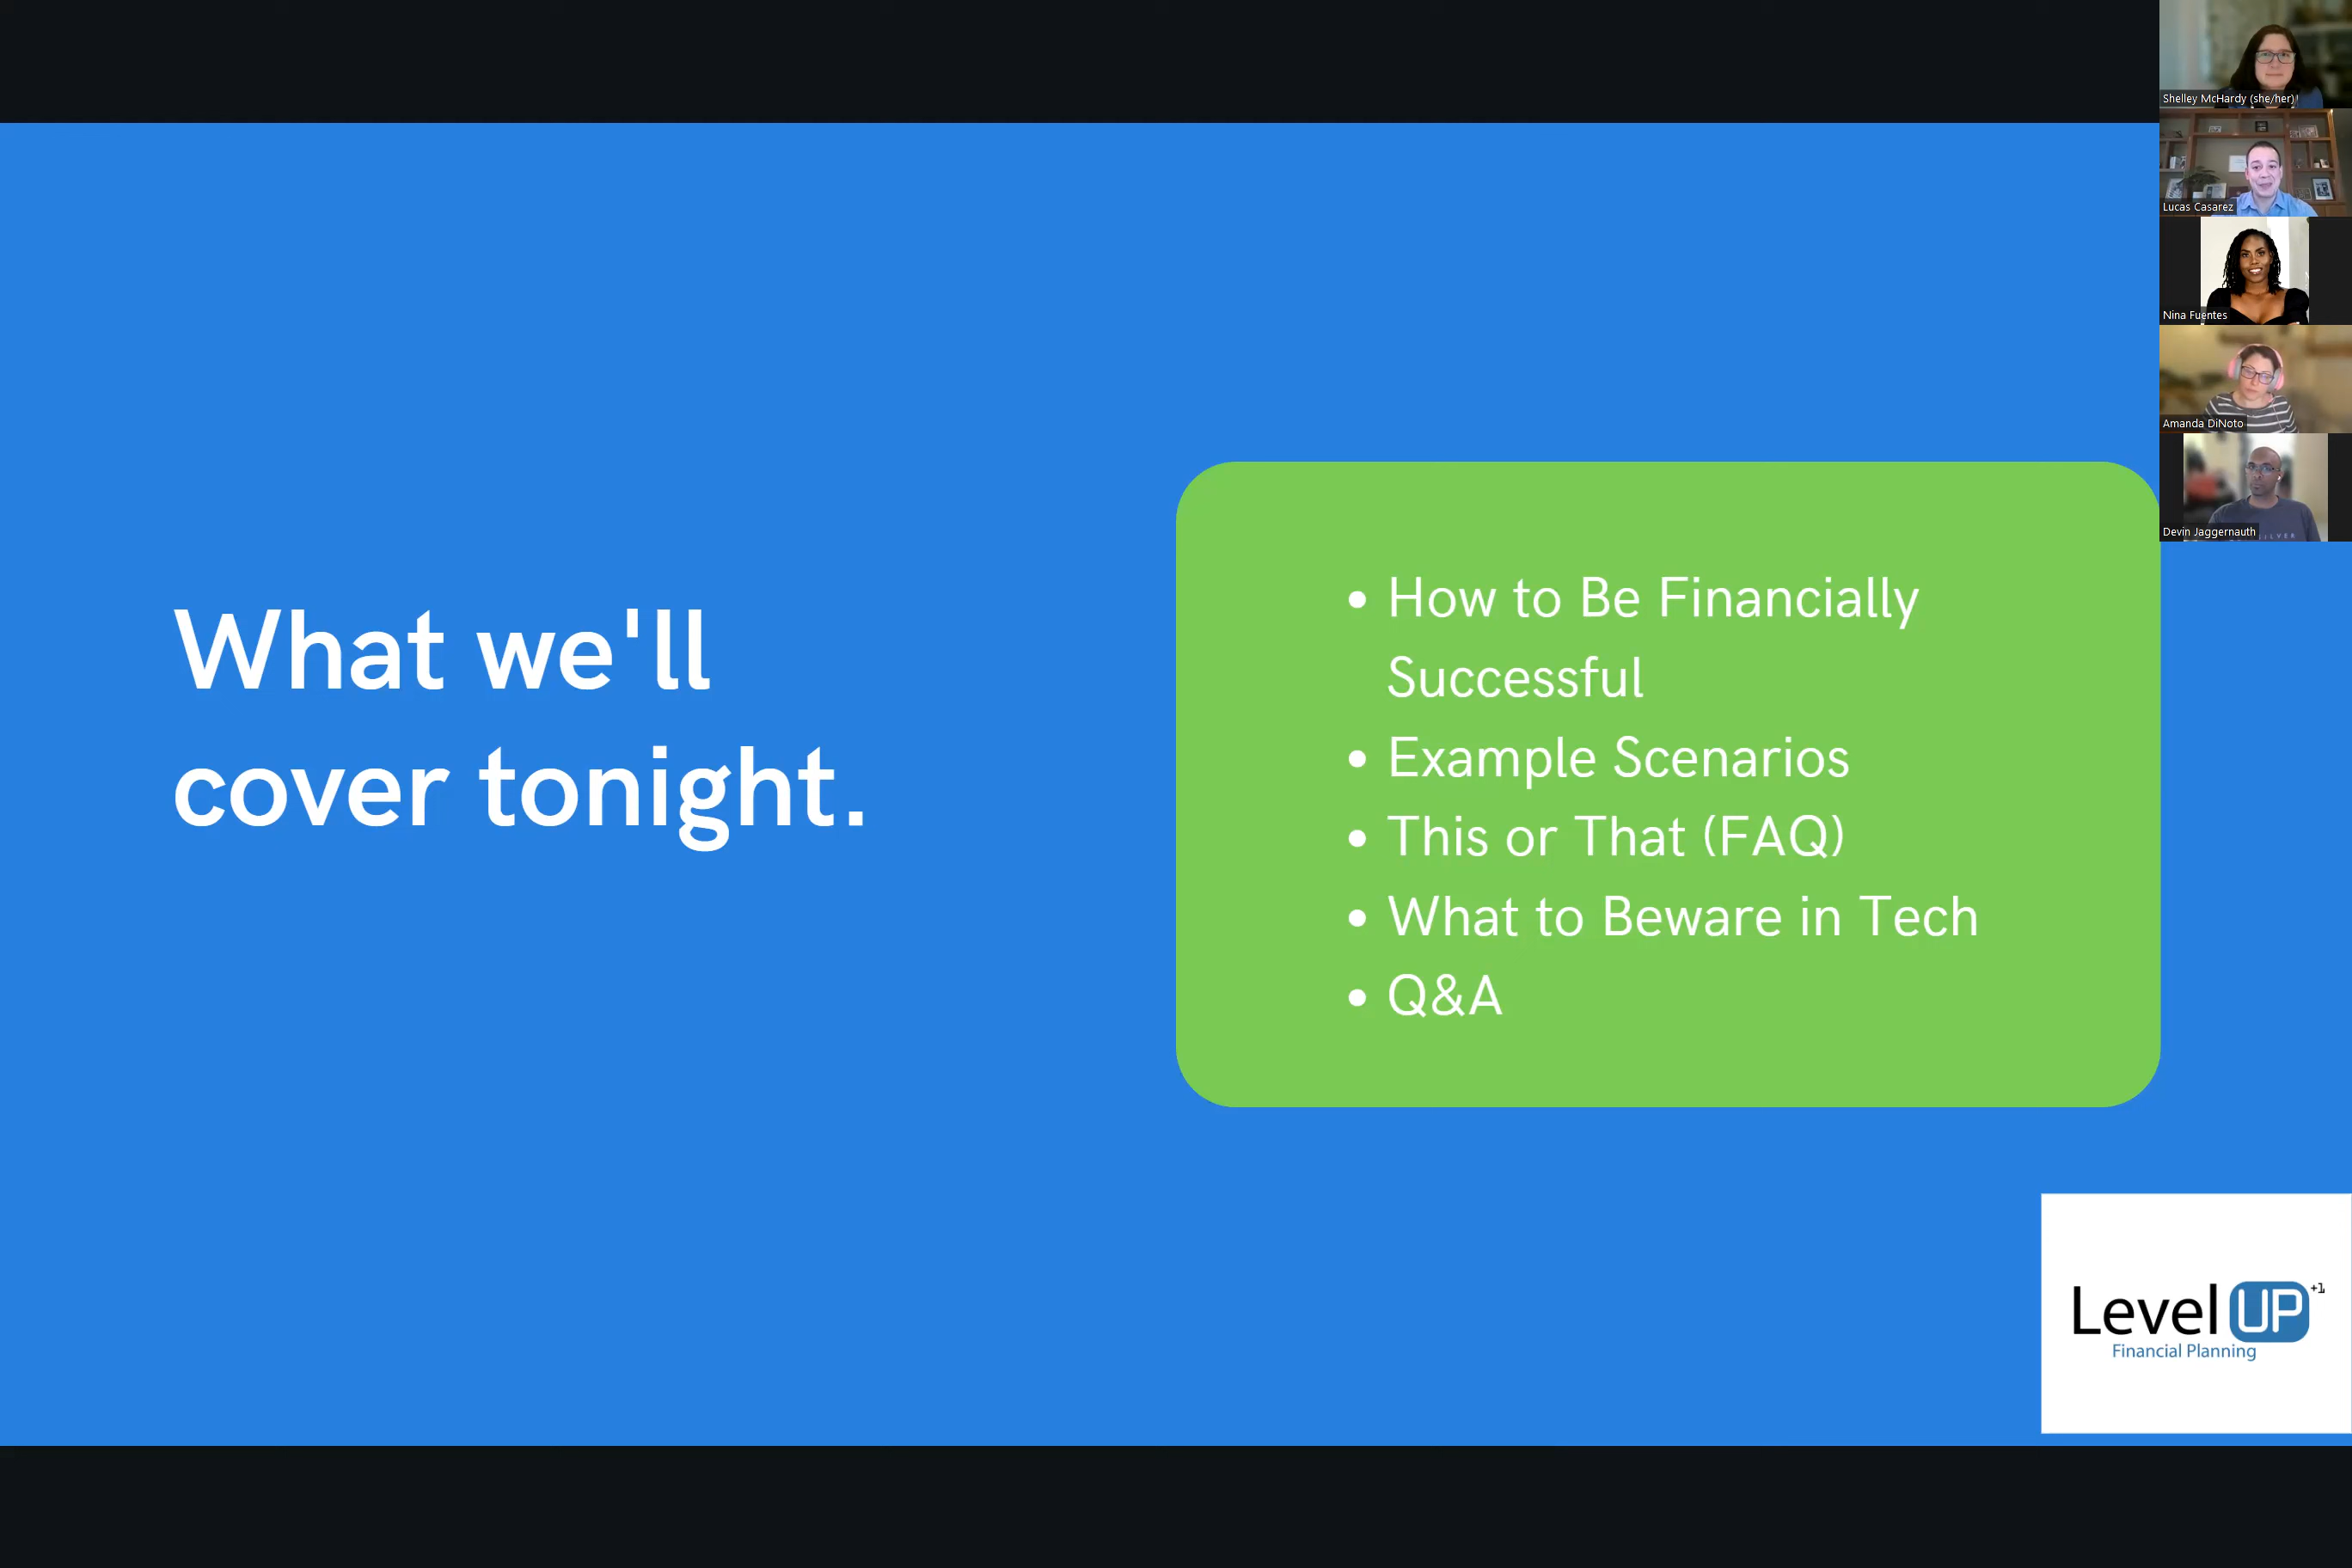 What we'll
cover tonight.
How to Be Financially
Successful
Example Scenarios
This or That (FAQ)
What to Beware in Tech
Q&A
Shelley McHardy (she/her)
Lucas Casarez
Nina Fuentes
Amanda DiNoto
Devin Jaggernauth
Level UP +1
Financial Planning